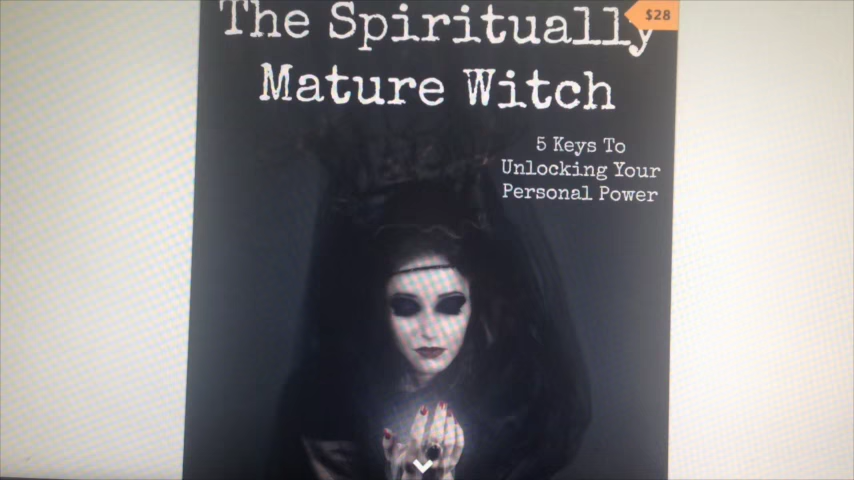 The Spiritually
$28
Mature Witch
5 Keys To
Unlocking Your
Personal Power